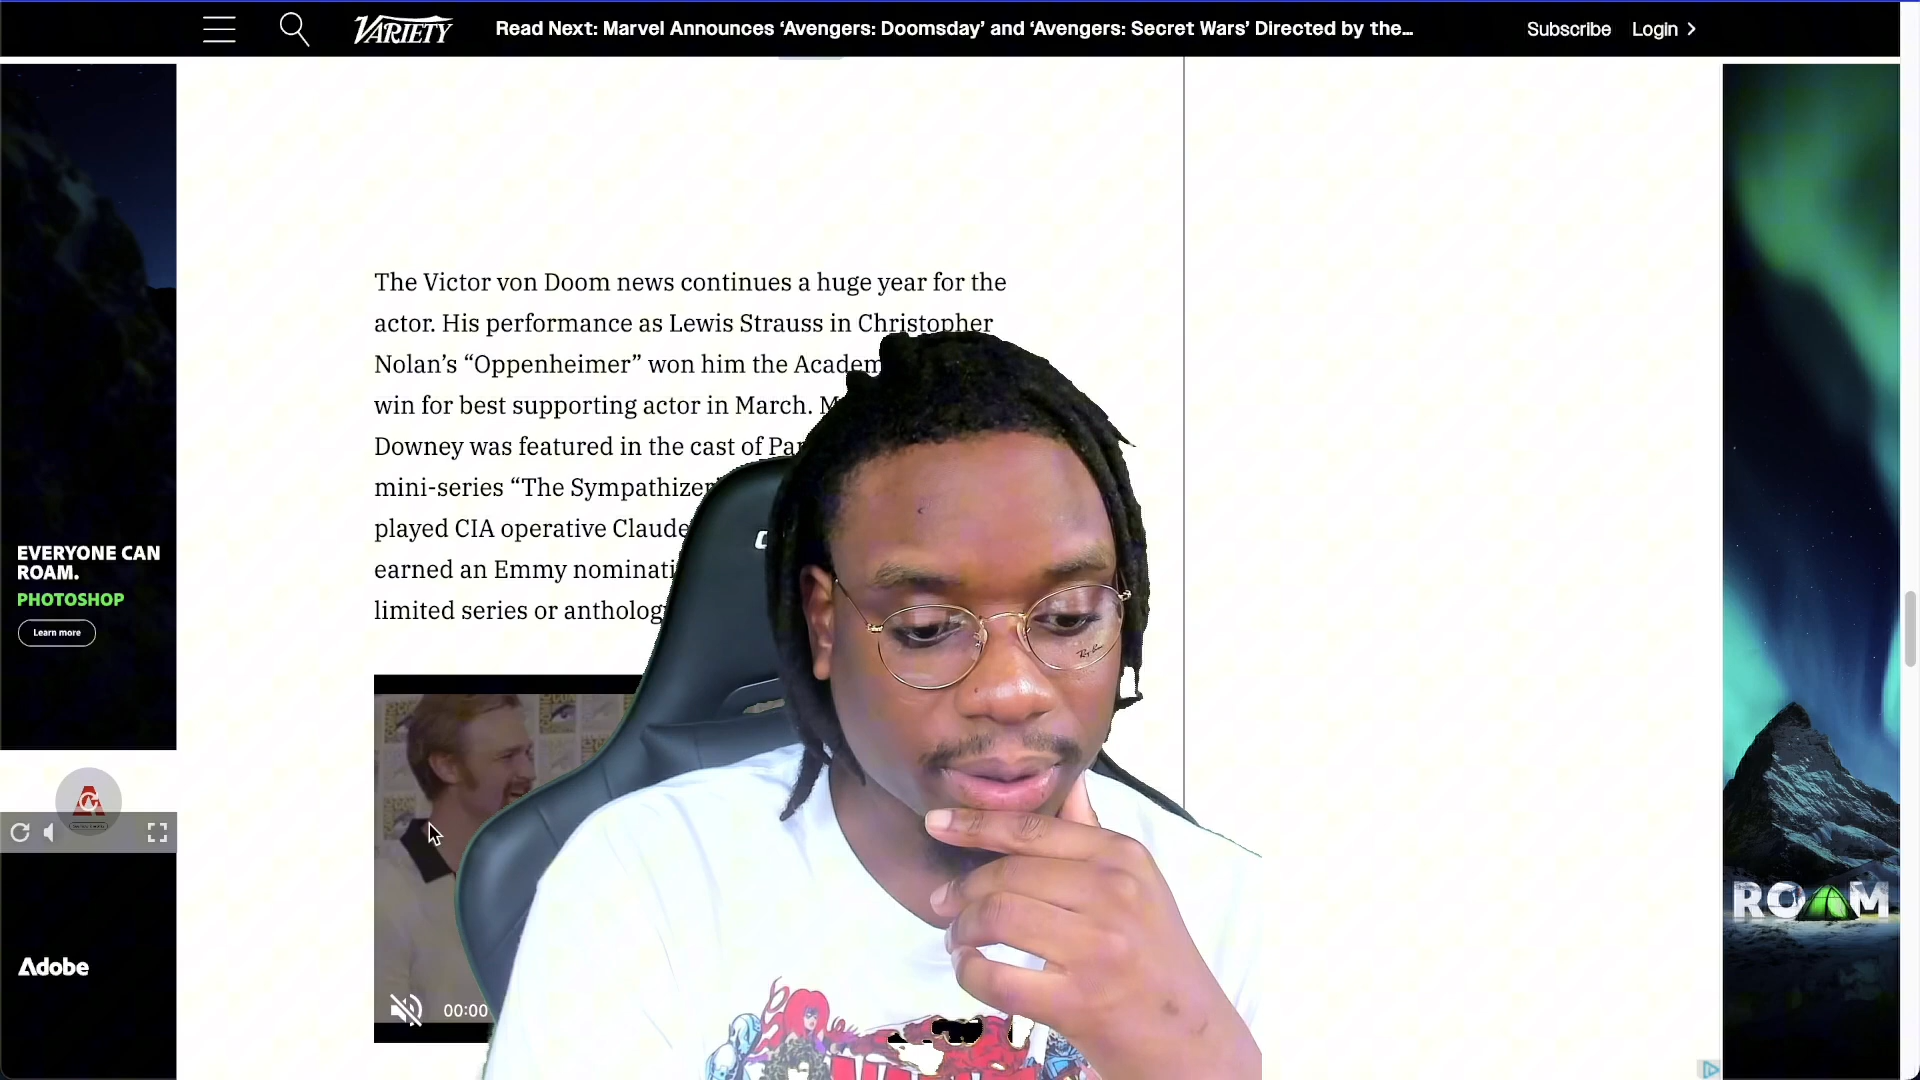 VARIETY
Read Next: Marvel Announces ‘Avengers: Doomsday’ and ‘Avengers: Secret Wars’ Directed by the...
Subscribe
Login
The Victor von Doom news continues a huge year for the
actor. His performance as Lewis Strauss in Christopher
Nolan’s “Oppenheimer” won him the Academ
win for best supporting actor in March. M
Downey was featured in the cast of Par
mini-series “The Sympathizer”
played CIA operative Claude
earned an Emmy nominati
limited series or antholog
EVERYONE CAN
ROAM.
PHOTOSHOP
Learn more
Adobe
00:00
Ray-Ban
ROAM